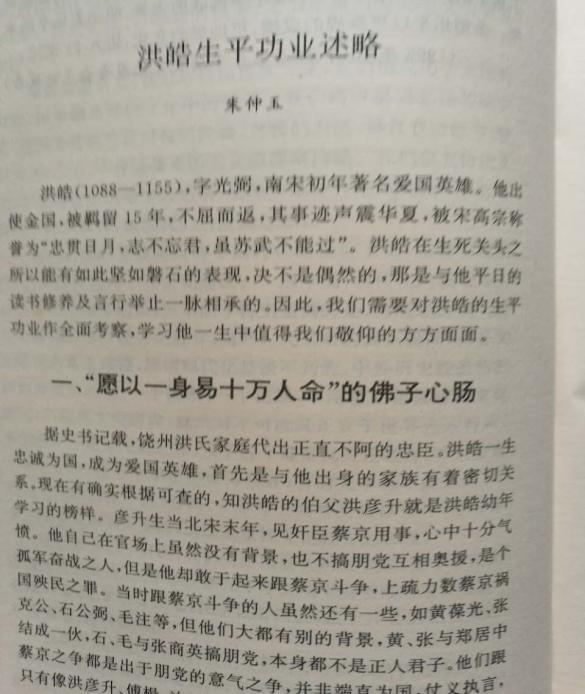 洪皓生平功业述略
朱仲玉
洪皓(1088—1155),字光弼,南宋初年著名爱国英雄。他出
使金国,被羁留15年,不屈而返,其事迹声震华夏,被宋高宗称
誉为“忠贯日月,志不忘君,虽苏武不能过”。洪皓在生死关头之
所以能有如此坚如磐石的表现,决不是偶然的,那是与他平日的
读书修养及言行举止一脉相承的。因此,我们需要对洪皓的生平
功业作全面考察,学习他一生中值得我们敬仰的方方面面。
一、“愿以一身易十万人命”的佛子心肠
据史书记载,饶州洪氏家庭代出正直不阿的忠臣。洪皓一生
忠诚为国,成为爱国英雄,首先是与他出身的家族有着密切关
系。现在有确实根据可查的,知洪皓的伯父洪彦升就是洪皓幼年
学习的榜样。彦升生当北宋末年,见奸臣蔡京用事,心中十分气
愤。他自己在官场上虽然没有背景,也不搞朋党互相奥援,是个
孤军奋战之人,但是他却敢于起来跟蔡京斗争,上疏力数蔡京祸
国殃民之罪。当时跟蔡京斗争的人虽然还有一些,如黄葆光、张
克公、石公弼、毛注等,但他们大都有别的背景,黄、张与郑居中
结成一伙,石、毛与张商英搞朋党,本身都不是正人君子。他们跟
蔡京之争都是出于朋党的意气之争,并非端直为国、仗义执言,
只有像洪彦升、傅楫